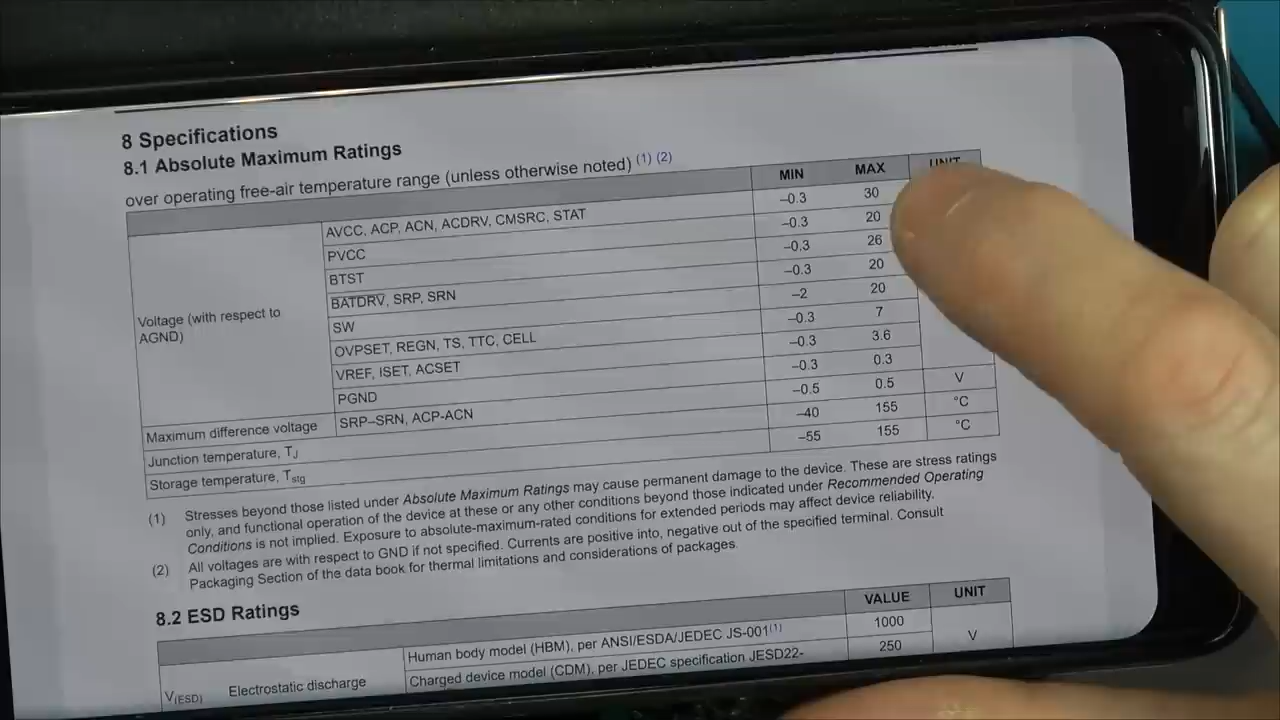 8 Specifications
8.1 Absolute Maximum Ratings
over operating free-air temperature range (unless otherwise noted) (1) (2)
MIN MAX UNIT
Voltage (with respect to AGND) AVCC, ACP, ACN, ACDRV, CMSRC, STAT –0.3 30
PVCC –0.3 20
BTST –0.3 26
BATDRV, SRP, SRN –0.3 20
SW –2 20
OVPSET, REGN, TS, TTC, CELL –0.3 7
VREF, ISET, ACSET –0.3 3.6
PGND –0.3 0.3
Maximum difference voltage SRP–SRN, ACP-ACN –0.5 0.5 V
Junction temperature, TJ –40 155 °C
Storage temperature, Tstg –55 155 °C
(1) Stresses beyond those listed under Absolute Maximum Ratings may cause permanent damage to the device. These are stress ratings
only, and functional operation of the device at these or any other conditions beyond those indicated under Recommended Operating
Conditions is not implied. Exposure to absolute-maximum-rated conditions for extended periods may affect device reliability.
(2) All voltages are with respect to GND if not specified. Currents are positive into, negative out of the specified terminal. Consult
Packaging Section of the data book for thermal limitations and considerations of packages.
8.2 ESD Ratings
VALUE UNIT
V(ESD) Electrostatic discharge Human body model (HBM), per ANSI/ESDA/JEDEC JS-001(1) 1000 V
Charged device model (CDM), per JEDEC specification JESD22- 250